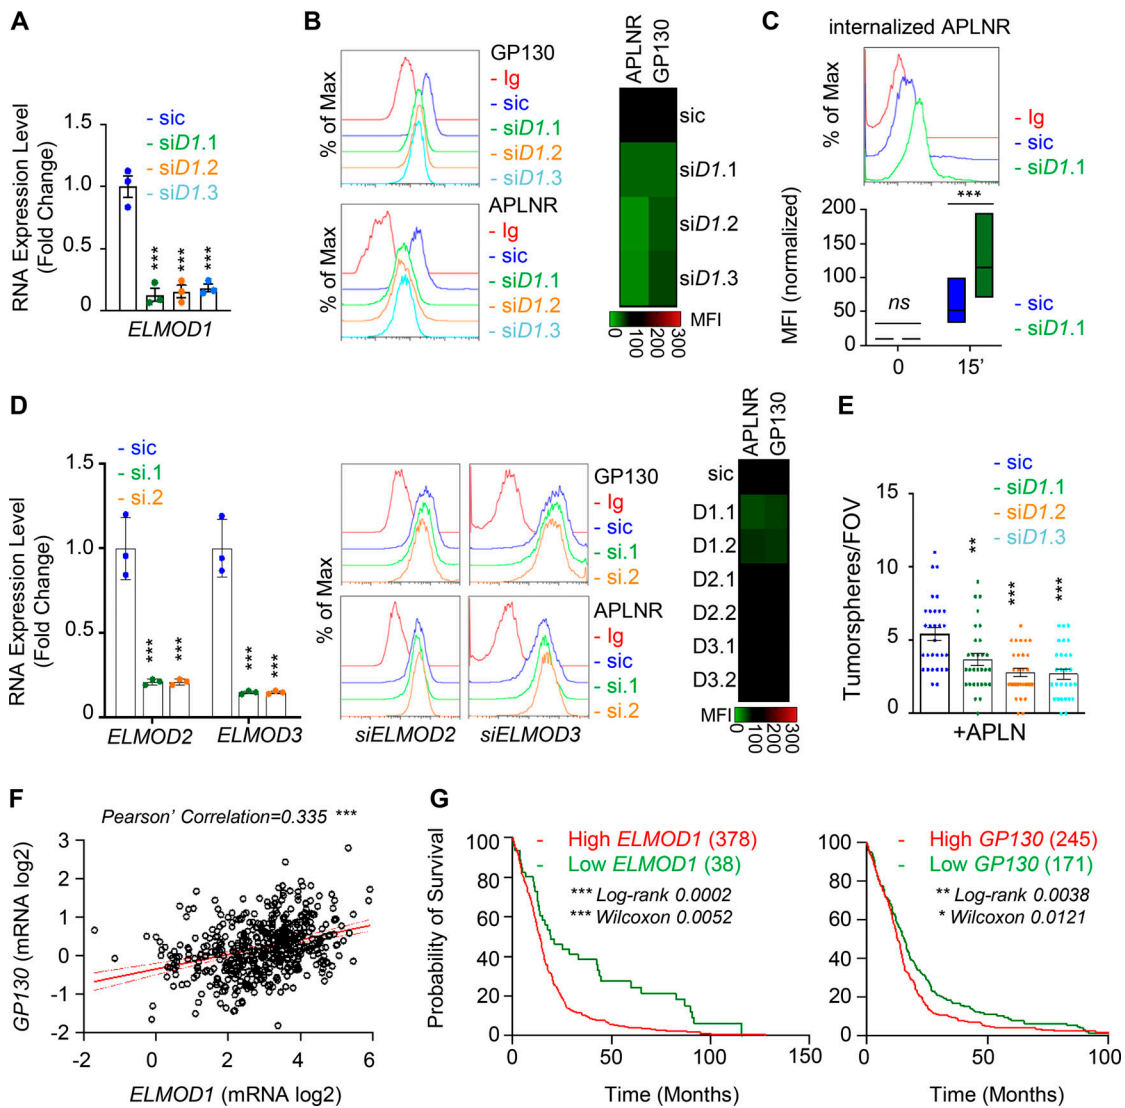 A
RNA Expression Level
(Fold Change)
1.5
1.0
0.5
0
- sic
- siD1.1
- siD1.2
- siD1.3
***
***
***
ELMOD1
B
% of Max
GP130
- Ig
- sic
- siD1.1
- siD1.2
- siD1.3
% of Max
APLNR
- Ig
- sic
- siD1.1
- siD1.2
- siD1.3
APLNR
GP130
sic
siD1.1
siD1.2
siD1.3
MFI
0
100
200
300
C
internalized APLNR
% of Max
- Ig
- sic
- siD1.1
MFI (normalized)
200
150
100
50
0
ns
***
- sic
- siD1.1
0
15'
D
RNA Expression Level
(Fold Change)
1.5
1.0
0.5
0
- sic
- si.1
- si.2
***
***
***
***
ELMOD2
ELMOD3
% of Max
GP130
- Ig
- sic
- si.1
- si.2
APLNR
- Ig
- sic
- si.1
- si.2
siELMOD2
siELMOD3
APLNR
GP130
sic
D1.1
D1.2
D2.1
D2.2
D3.1
D3.2
MFI
0
100
200
300
E
Tumorspheres/FOV
15
10
5
0
- sic
- siD1.1
- siD1.2
- siD1.3
**
***
***
+APLN
F
Pearson' Correlation=0.335 ***
GP130 (mRNA log2)
3
2
1
0
-1
-2
-2
0
2
4
6
ELMOD1 (mRNA log2)
G
Probability of Survival
100
80
60
40
20
0
- High ELMOD1 (378)
- Low ELMOD1 (38)
*** Log-rank 0.0002
*** Wilcoxon 0.0052
0
50
100
150
Time (Months)
100
80
60
40
20
0
- High GP130 (245)
- Low GP130 (171)
** Log-rank 0.0038
* Wilcoxon 0.0121
0
50
100
Time (Months)